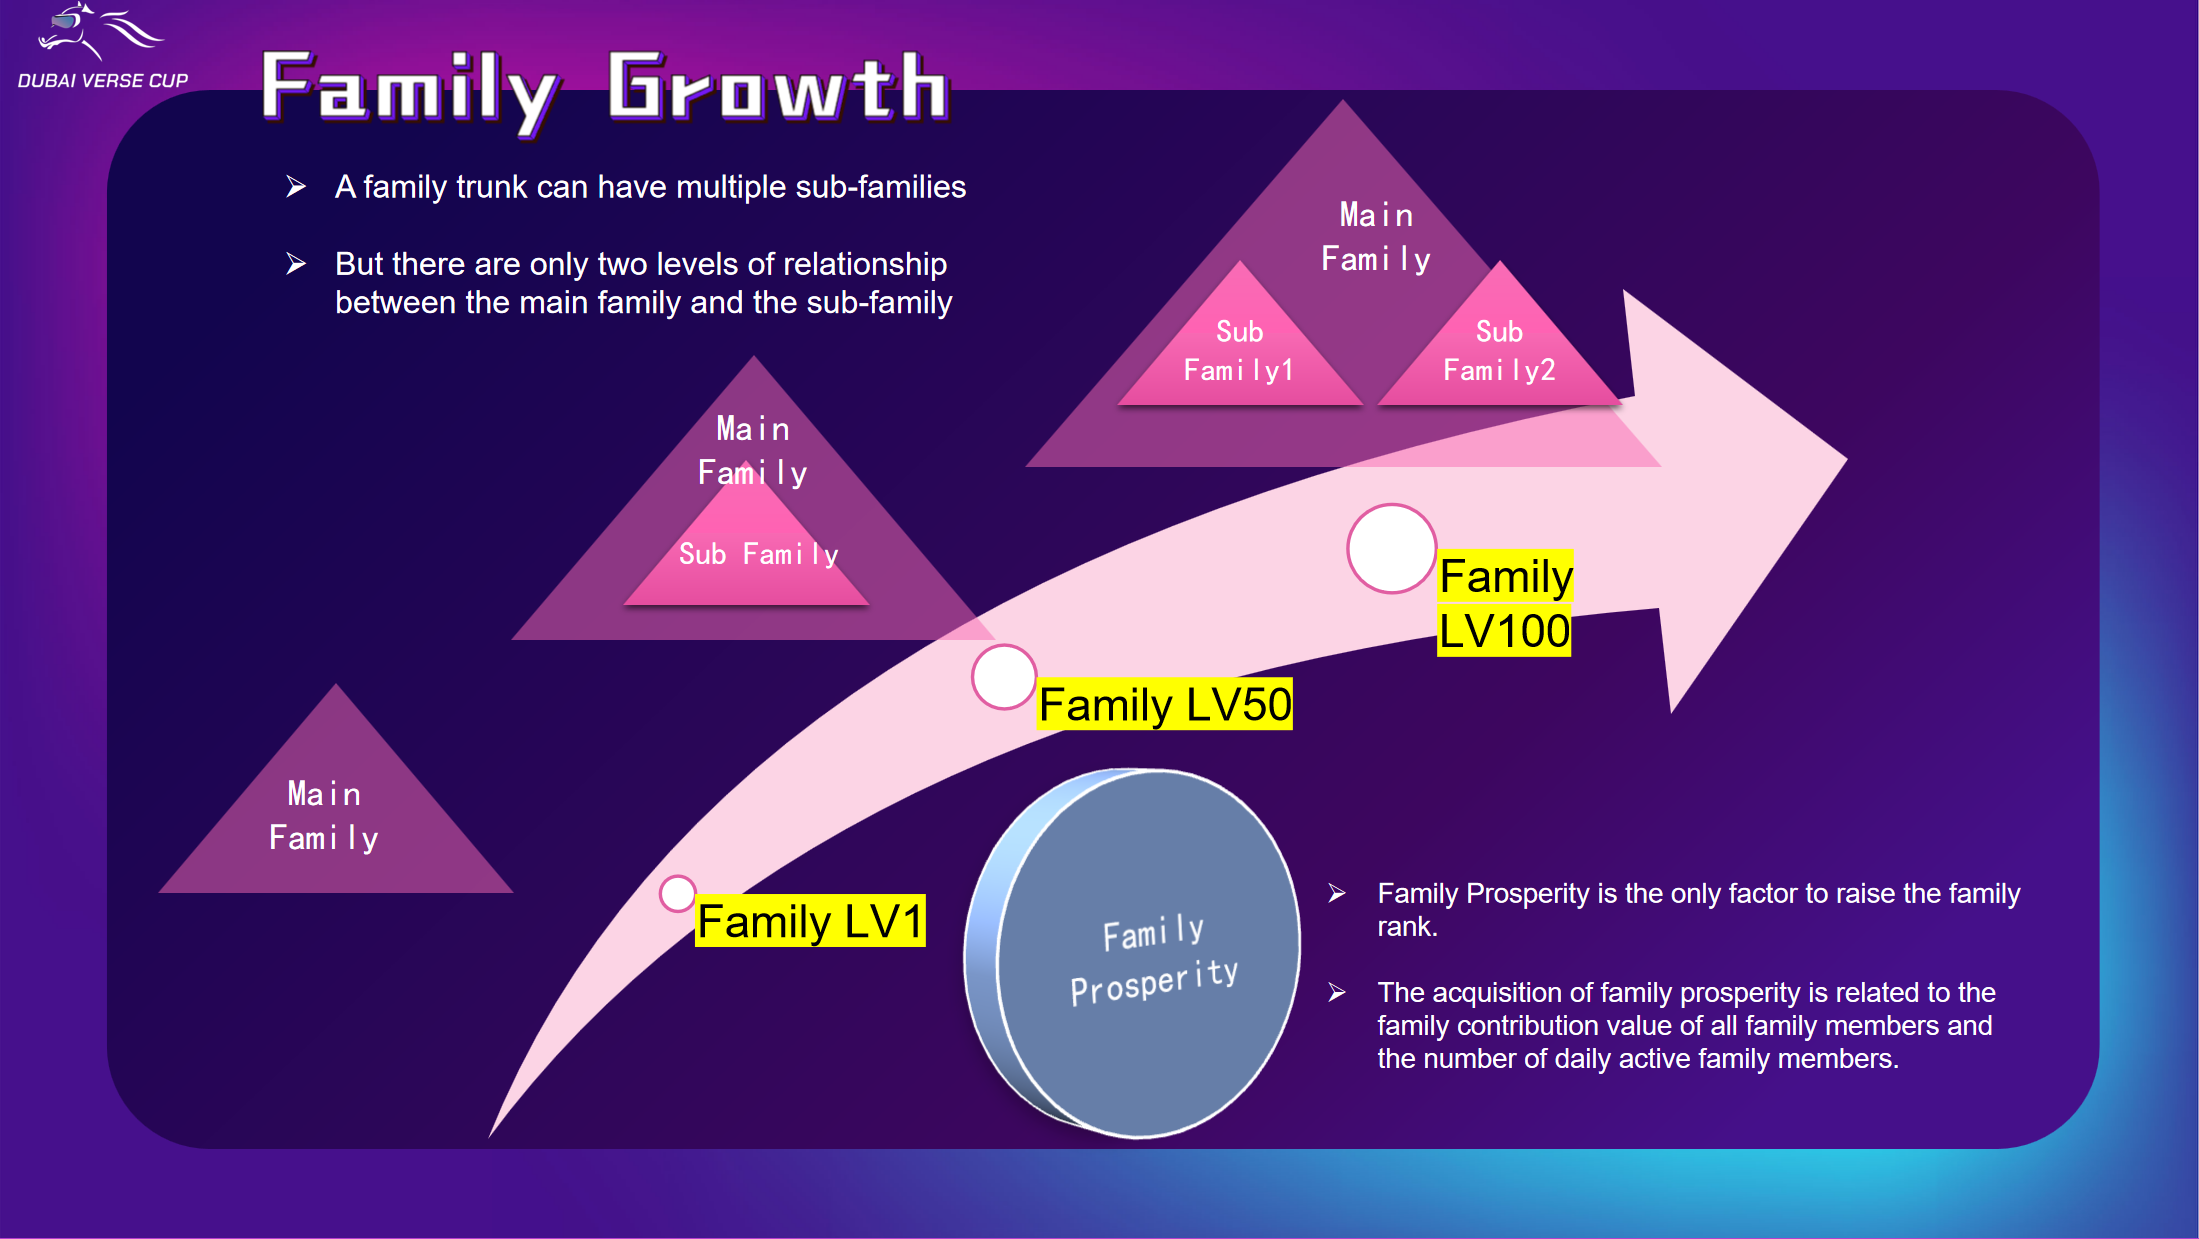 DUBAI VERSE CUP
Family Growth
A family trunk can have multiple sub-families
But there are only two levels of relationship
between the main family and the sub-family
Main
Family
Sub
Family1
Sub
Family2
Main
Family
Sub Family
Main
Family
Family
LV100
Family LV50
Family LV1
Family
Prosperity
Family Prosperity is the only factor to raise the family
rank.
The acquisition of family prosperity is related to the
family contribution value of all family members and
the number of daily active family members.